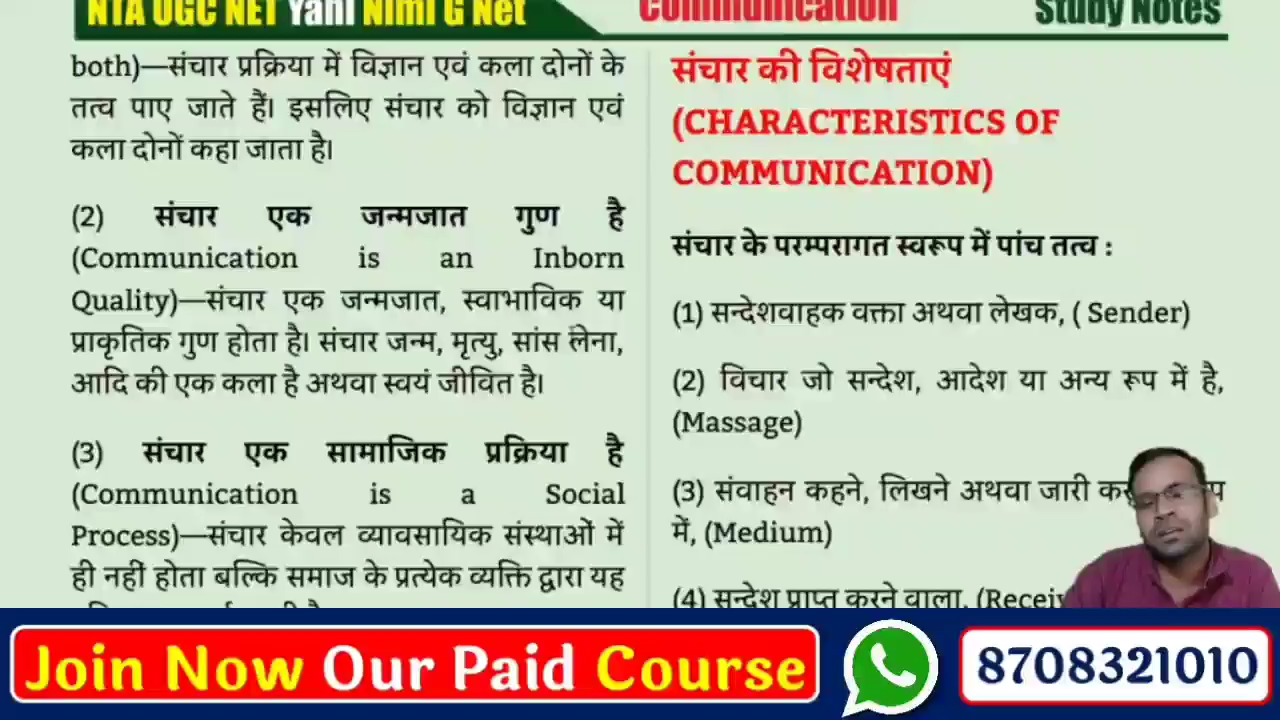 NTA UGC NET Yani Nimi G Net
Communication
Study Notes
both)—संचार प्रक्रिया में विज्ञान एवं कला दोनों के
तत्व पाए जाते हैं। इसलिए संचार को विज्ञान एवं
कला दोनों कहा जाता है।
(2) संचार एक जन्मजात गुण है
(Communication is an Inborn
Quality)—संचार एक जन्मजात, स्वाभाविक या
प्राकृतिक गुण होता है। संचार जन्म, मृत्यु, सांस लेना,
आदि की एक कला है अथवा स्वयं जीवित है।
(3) संचार एक सामाजिक प्रक्रिया है
(Communication is a Social
Process)—संचार केवल व्यावसायिक संस्थाओं में
ही नहीं होता बल्कि समाज के प्रत्येक व्यक्ति द्वारा यह
संचार की विशेषताएं
(CHARACTERISTICS OF
COMMUNICATION)
संचार के परम्परागत स्वरूप में पांच तत्व :
(1) सन्देशवाहक वक्ता अथवा लेखक, ( Sender)
(2) विचार जो सन्देश, आदेश या अन्य रूप में है,
(Massage)
(3) संवाहन कहने, लिखने अथवा जारी
में, (Medium)
(4) सन्देश प्राप्त करने वाला,
Join Now Our Paid Course
8708321010